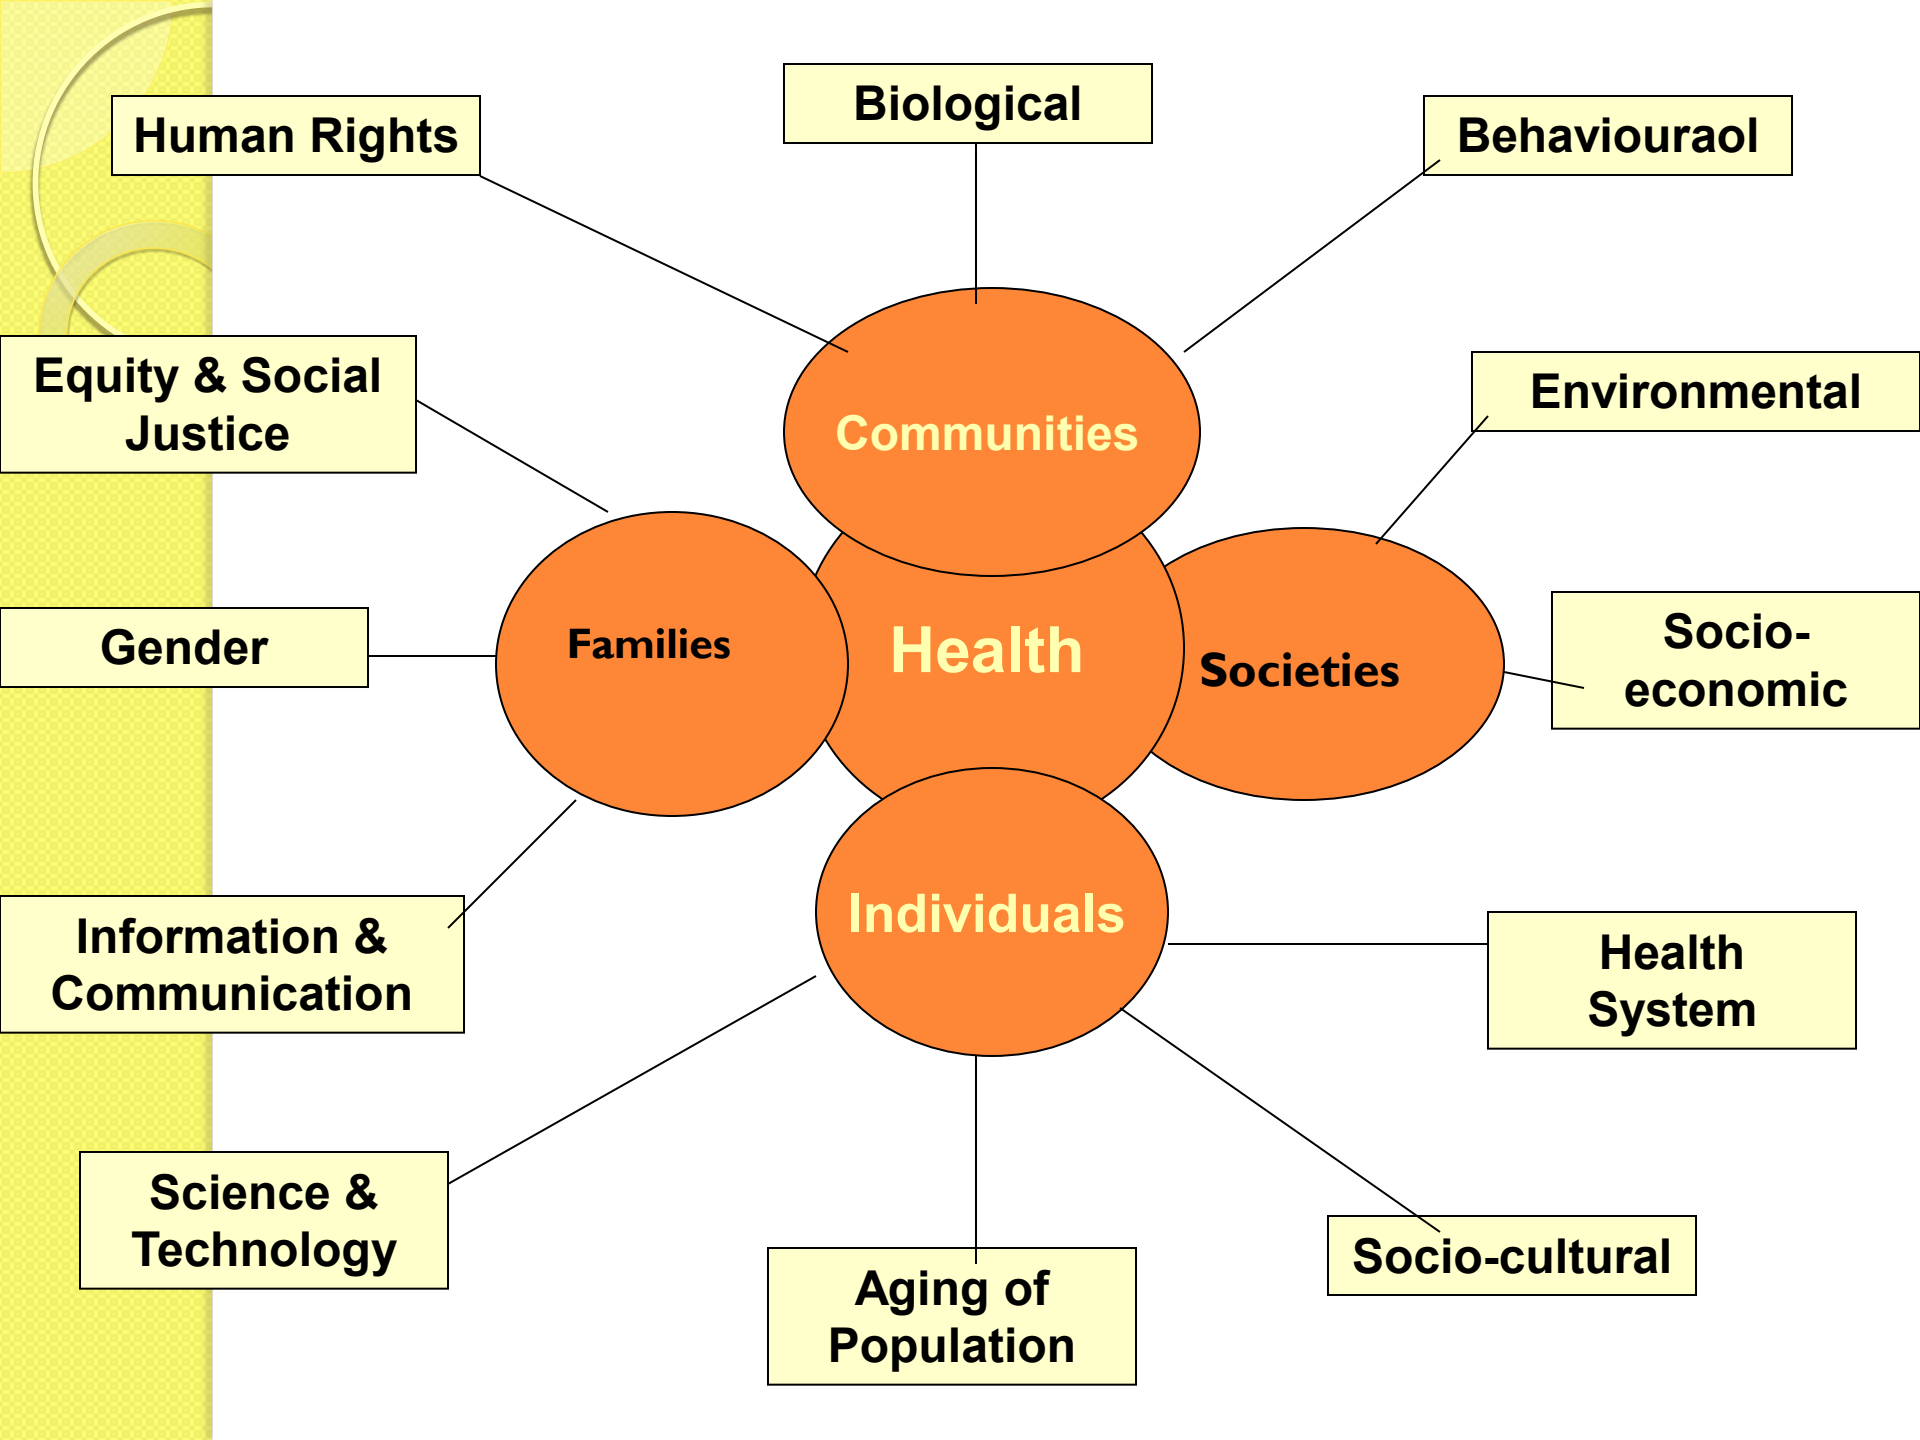 Biological
Human Rights
Behaviouraol
Equity & Social
Justice
Environmental
Communities
Families
Health
Societies
Gender
Socio-
economic
Information &
Communication
Individuals
Health
System
Science &
Technology
Aging of
Population
Socio-cultural